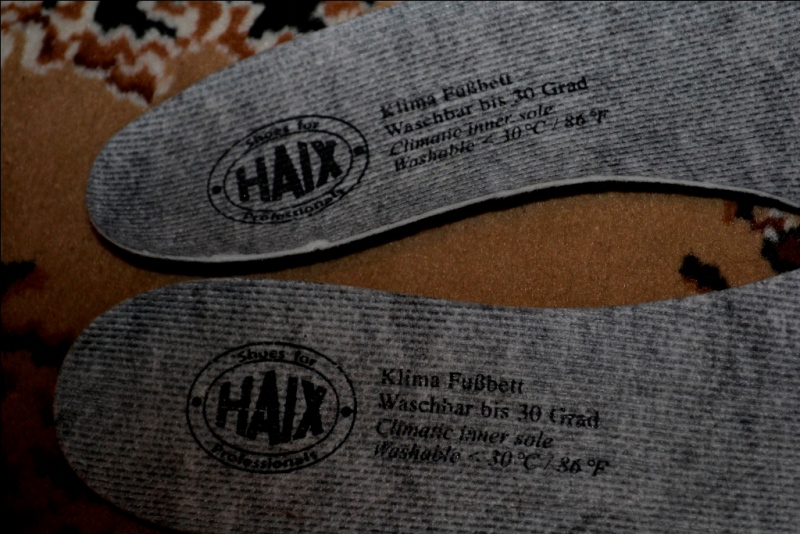 Shoes for
HAIX
Professionals
Klima Fußbett
Waschbar bis 30 Grad
Climatic inner sole
Washable < 30 °C / 86 °F
Shoes for
HAIX
Professionals
Klima Fußbett
Waschbar bis 30 Grad
Climatic inner sole
Washable < 30 °C / 86 °F